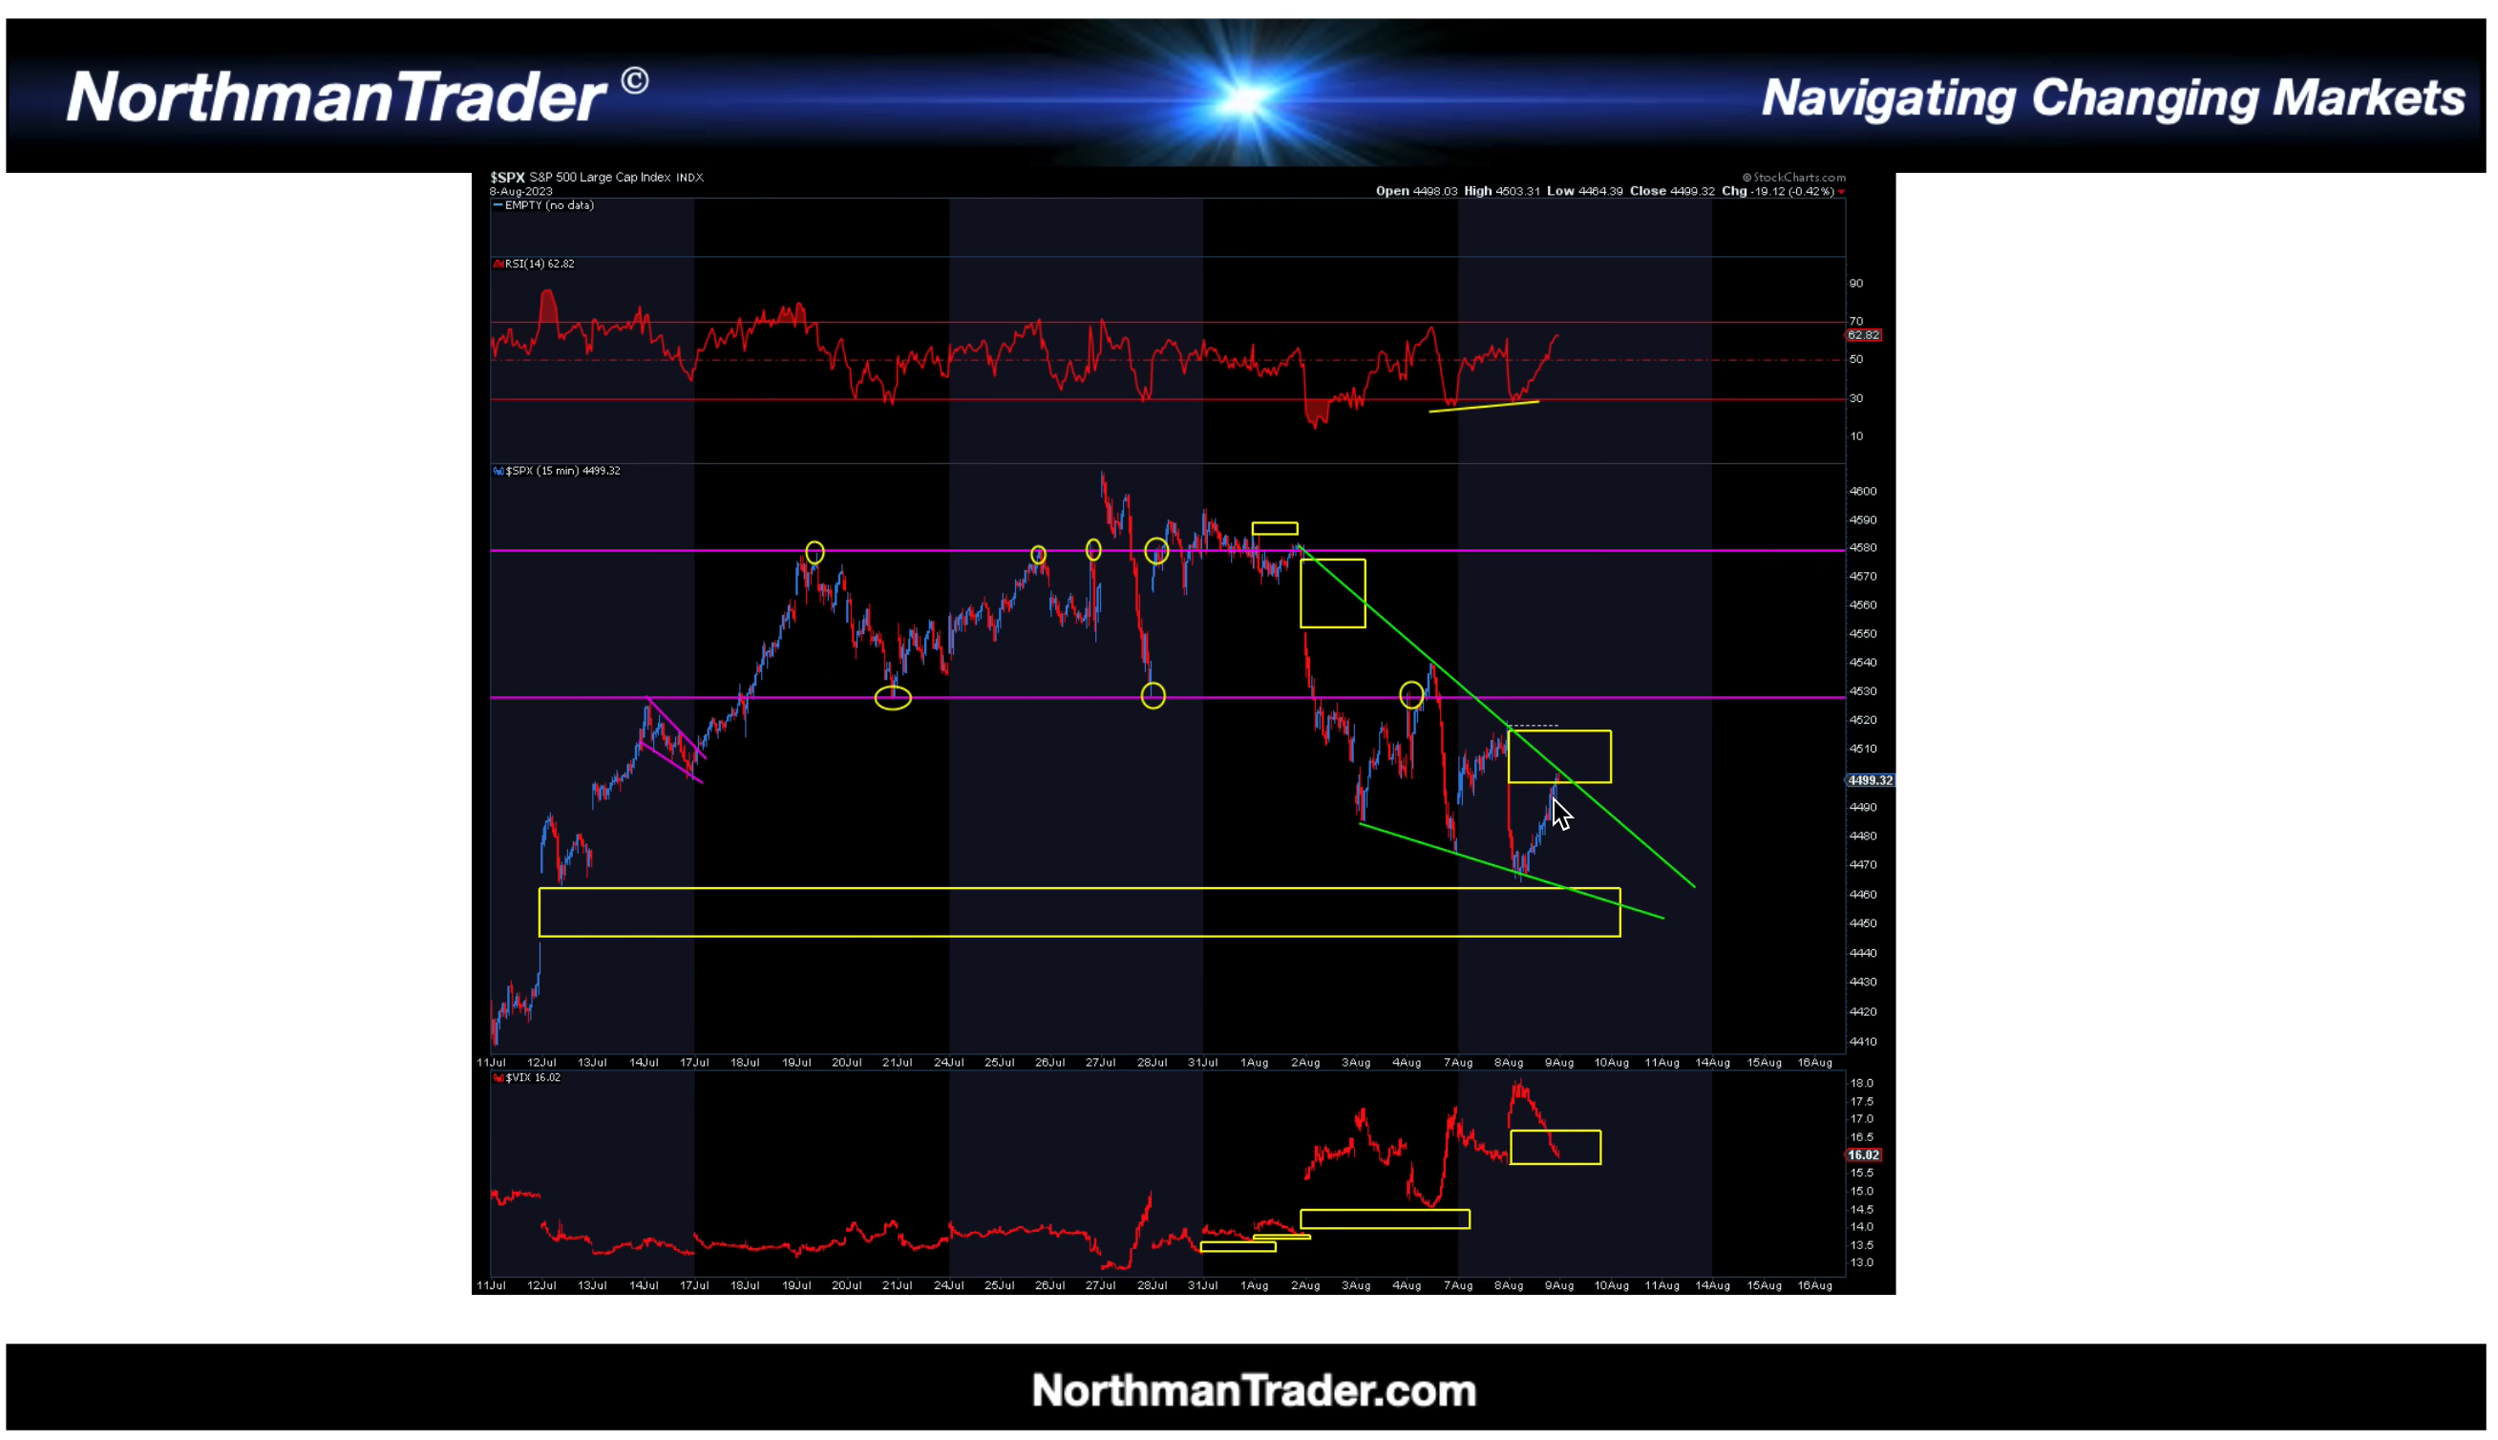 NorthmanTrader ©
Navigating Changing Markets
$SPX S&P 500 Large Cap Index INDX
© StockCharts.com
8-Aug-2023
Open 4498.03 High 4503.31 Low 4464.39 Close 4499.32 Chg -19.12 (-0.42%)
EMPTY (no data)
RSI(14) 62.82
90
70
62.82
50
30
10
$SPX (15 min) 4499.32
4600
4590
4580
4570
4560
4550
4540
4530
4520
4510
4499.32
4490
4480
4470
4460
4450
4440
4430
4420
4410
11Jul 12Jul 13Jul 14Jul 17Jul 18Jul 19Jul 20Jul 21Jul 24Jul 25Jul 26Jul 27Jul 28Jul 31Jul 1Aug 2Aug 3Aug 4Aug 7Aug 8Aug 9Aug 10Aug 11Aug 14Aug 15Aug 16Aug
$VIX 16.02
18.0
17.5
17.0
16.5
16.02
15.5
15.0
14.5
14.0
13.5
13.0
11Jul 12Jul 13Jul 14Jul 17Jul 18Jul 19Jul 20Jul 21Jul 24Jul 25Jul 26Jul 27Jul 28Jul 31Jul 1Aug 2Aug 3Aug 4Aug 7Aug 8Aug 9Aug 10Aug 11Aug 14Aug 15Aug 16Aug
NorthmanTrader.com